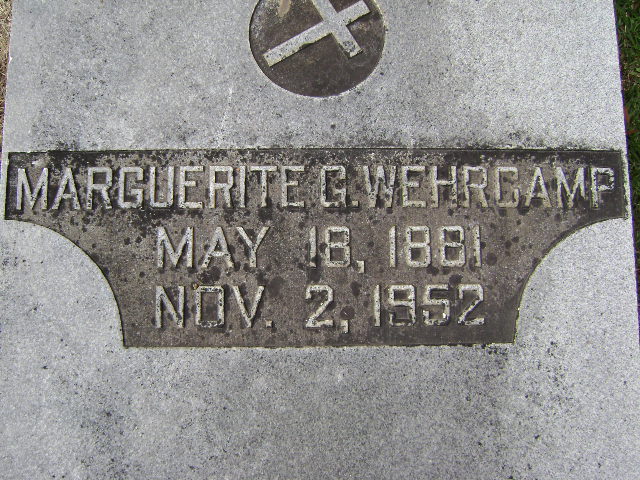 MARGUERITE G. WEHRCAMP
MAY 18, 1881
NOV. 2, 1952